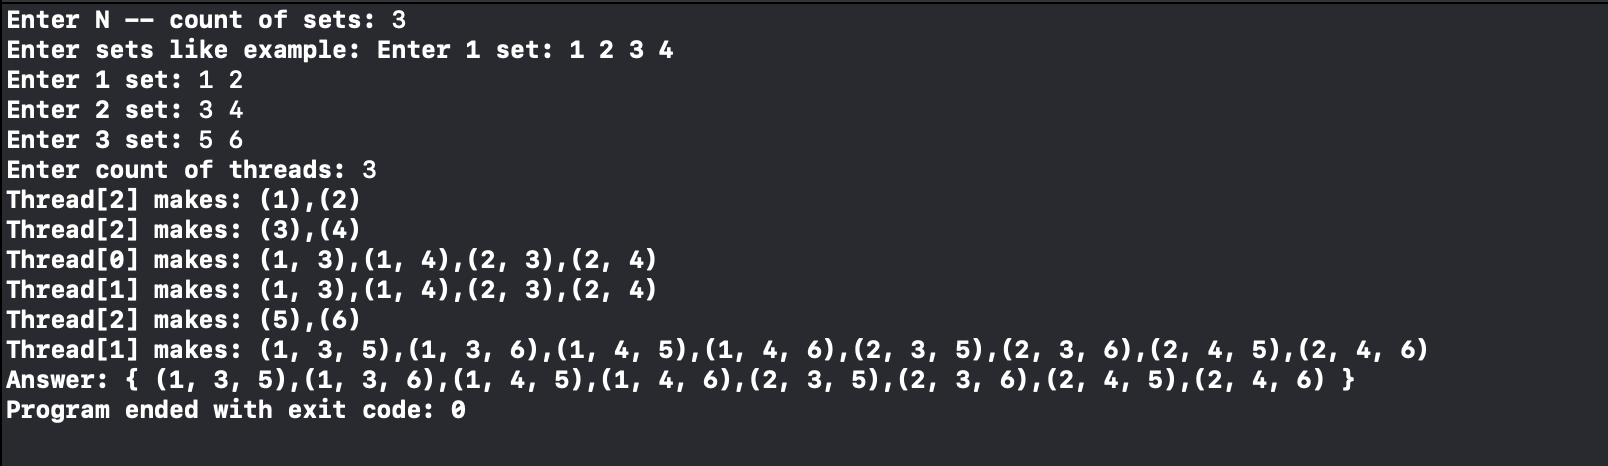 Enter N -- count of sets: 3
Enter sets like example: Enter 1 set: 1 2 3 4
Enter 1 set: 1 2
Enter 2 set: 3 4
Enter 3 set: 5 6
Enter count of threads: 3
Thread[2] makes: (1),(2)
Thread[2] makes: (3),(4)
Thread[0] makes: (1, 3),(1, 4),(2, 3),(2, 4)
Thread[1] makes: (1, 3),(1, 4),(2, 3),(2, 4)
Thread[2] makes: (5),(6)
Thread[1] makes: (1, 3, 5),(1, 3, 6),(1, 4, 5),(1, 4, 6),(2, 3, 5),(2, 3, 6),(2, 4, 5),(2, 4, 6)
Answer: { (1, 3, 5),(1, 3, 6),(1, 4, 5),(1, 4, 6),(2, 3, 5),(2, 3, 6),(2, 4, 5),(2, 4, 6) }
Program ended with exit code: 0